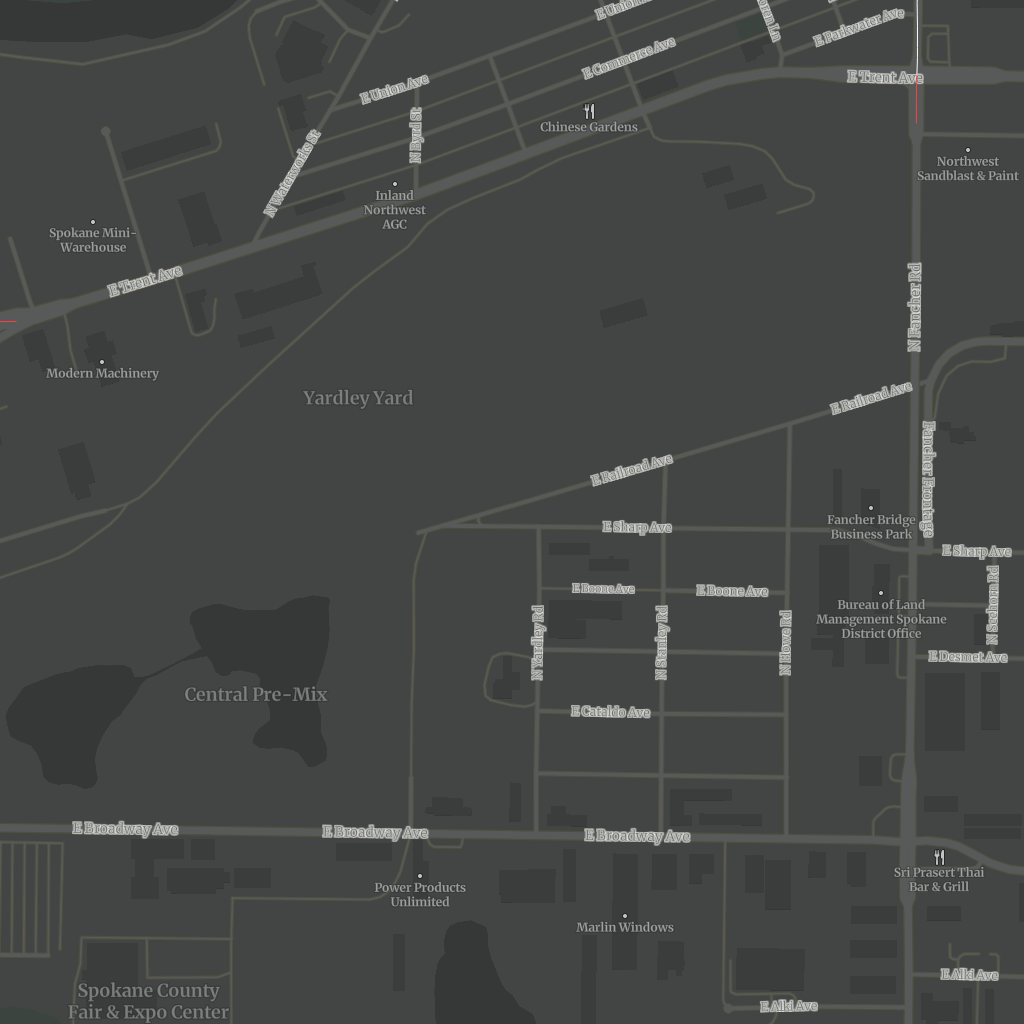 E Union
orn Ln
E Parkwater Ave
E Commerce Ave
E Trent Ave
E Union Ave
Chinese Gardens
N Byrd St
N Waterworks St
Northwest
Sandblast & Paint
Inland
Northwest
AGC
Spokane Mini-
Warehouse
E Trent Ave
N Fancher Rd
Modern Machinery
Yardley Yard
E Railroad Ave
E Railroad Ave
Fancher Frontage
Fancher Bridge
Business Park
E Sharp Ave
E Sharp Ave
E Boone Ave
E Boone Ave
N Seehorn Rd
Bureau of Land
Management Spokane
District Office
N Yardley Rd
N Stanley Rd
N Howe Rd
E Desmet Ave
Central Pre-Mix
E Cataldo Ave
E Broadway Ave
E Broadway Ave
E Broadway Ave
Sri Prasert Thai
Bar & Grill
Power Products
Unlimited
Marlin Windows
E Alki Ave
Spokane County
Fair & Expo Center
E Alki Ave